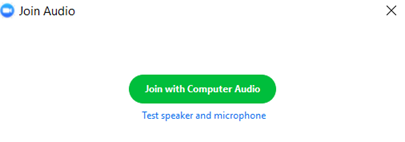 Join Audio
Join with Computer Audio
Test speaker and microphone